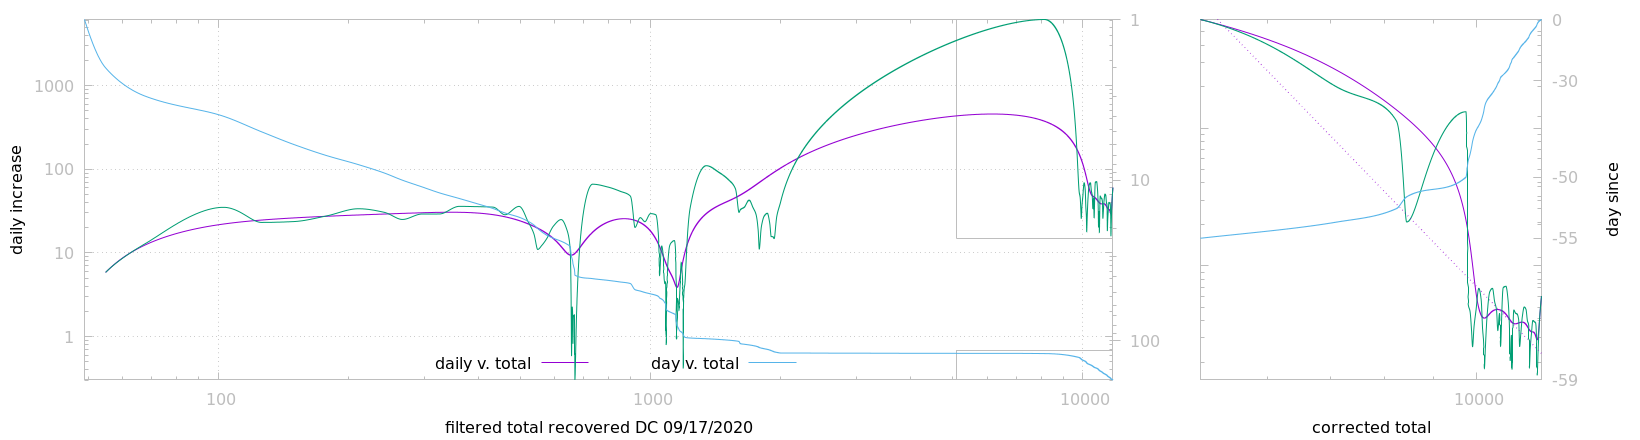 daily increase
1000
100
10
1
100
1000
10000
1
10
100
daily v. total
day v. total
filtered total recovered DC 09/17/2020
0
-30
-50
-55
-59
day since
10000
corrected total